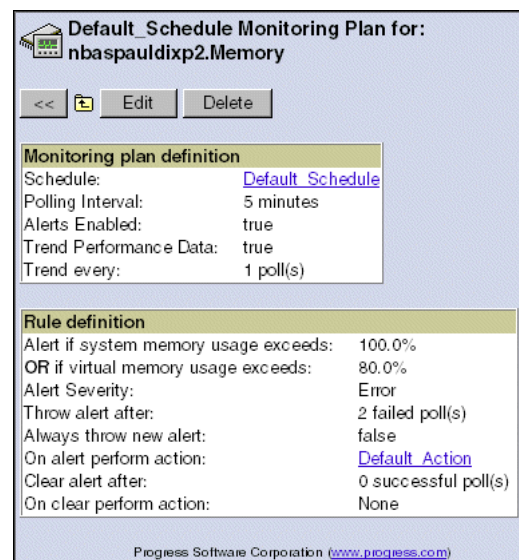 Default_Schedule Monitoring Plan for:
nbaspauldixp2.Memory
<< Edit Delete
Monitoring plan definition
Schedule: Default_Schedule
Polling Interval: 5 minutes
Alerts Enabled: true
Trend Performance Data: true
Trend every: 1 poll(s)
Rule definition
Alert if system memory usage exceeds: 100.0%
OR if virtual memory usage exceeds: 80.0%
Alert Severity: Error
Throw alert after: 2 failed poll(s)
Always throw new alert: false
On alert perform action: Default_Action
Clear alert after: 0 successful poll(s)
On clear perform action: None
Progress Software Corporation (www.progress.com)